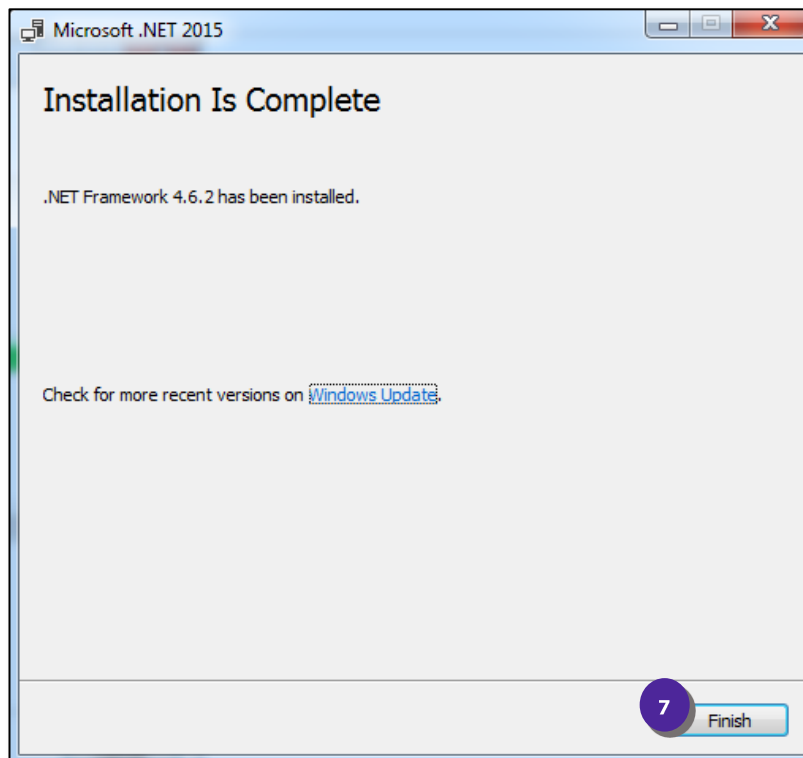 Microsoft .NET 2015
Installation Is Complete
.NET Framework 4.6.2 has been installed.
Check for more recent versions on Windows Update.
7
Finish